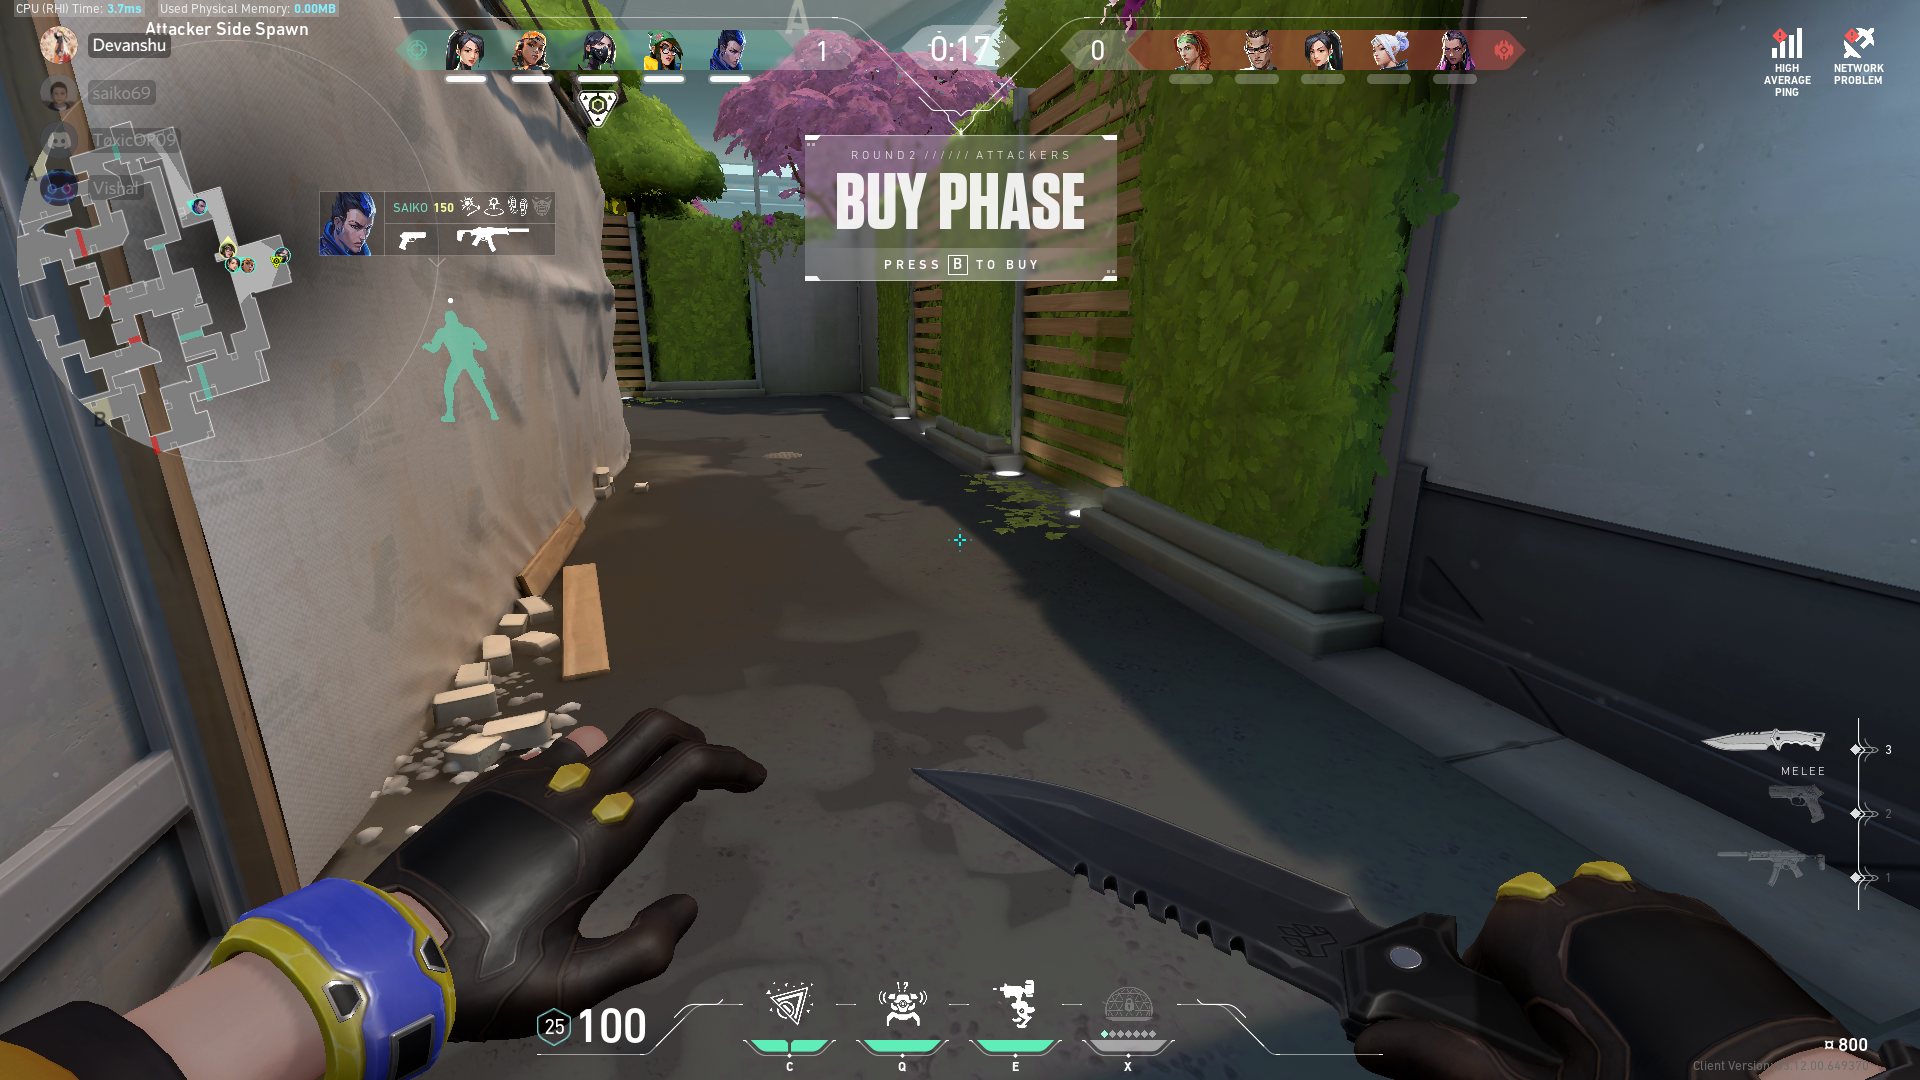 CPU (RHI) Time: 3.7ms Used Physical Memory: 0.00MB
Attacker Side Spawn
Devanshu
saiko69
ToxicOP09
Vishal
A
B
A
1
0:17
0
HIGH
AVERAGE
PING
NETWORK
PROBLEM
ROUND 2 ////// ATTACKERS
BUY PHASE
PRESS B TO BUY
SAIKO 150
3
MELEE
2
1
25 100
C
Q
E
X
¤ 800
Client Version: